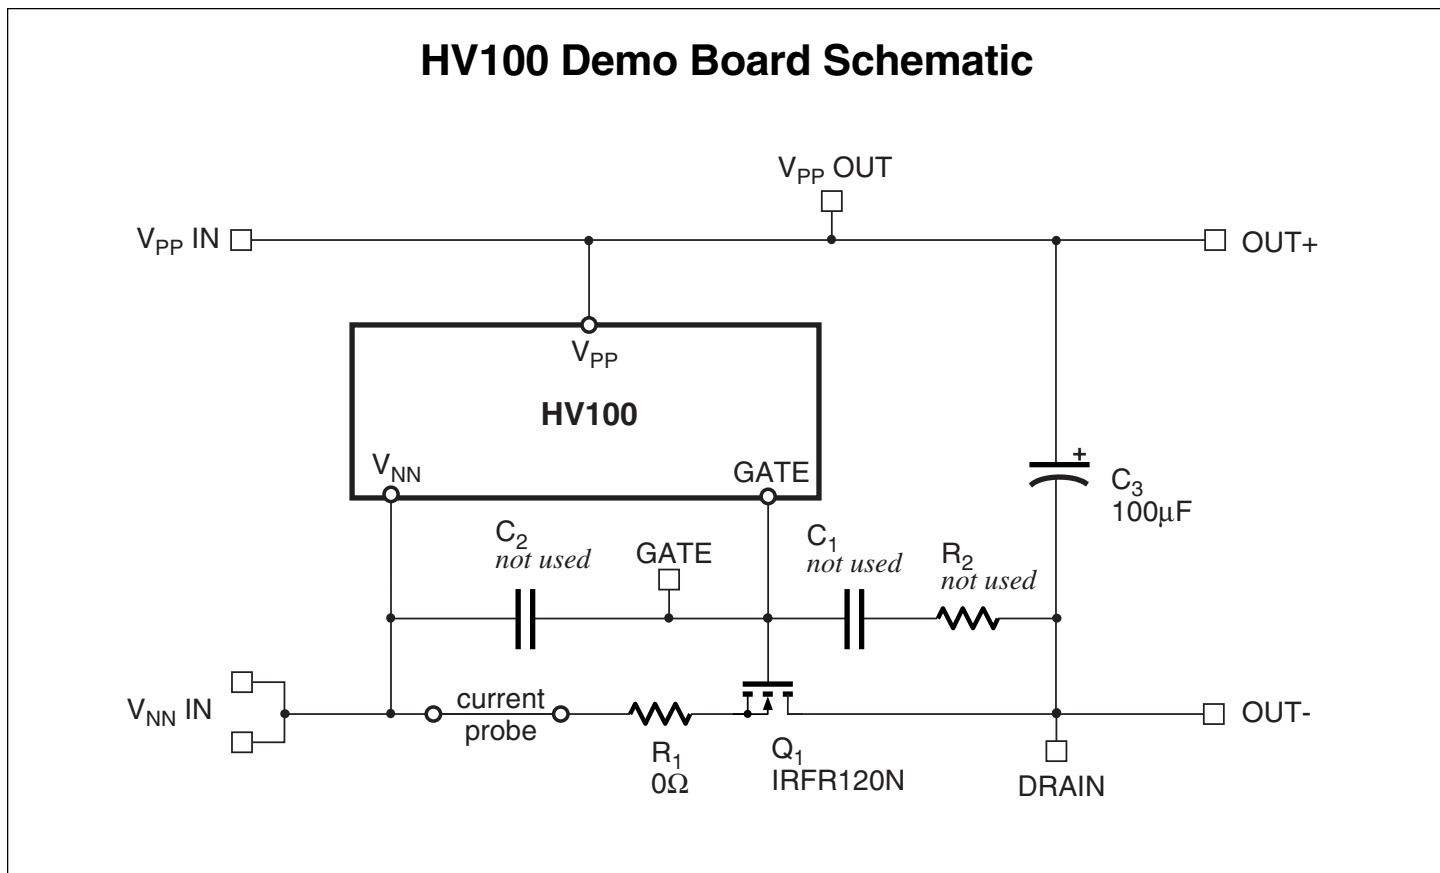 HV100 Demo Board Schematic
VPP OUT
VPP IN
OUT+
VPP
HV100
VNN
GATE
+
C3
100μF
C2
not used
GATE
C1
not used
R2
not used
VNN IN
current
probe
R1
0Ω
Q1
IRFR120N
OUT-
DRAIN